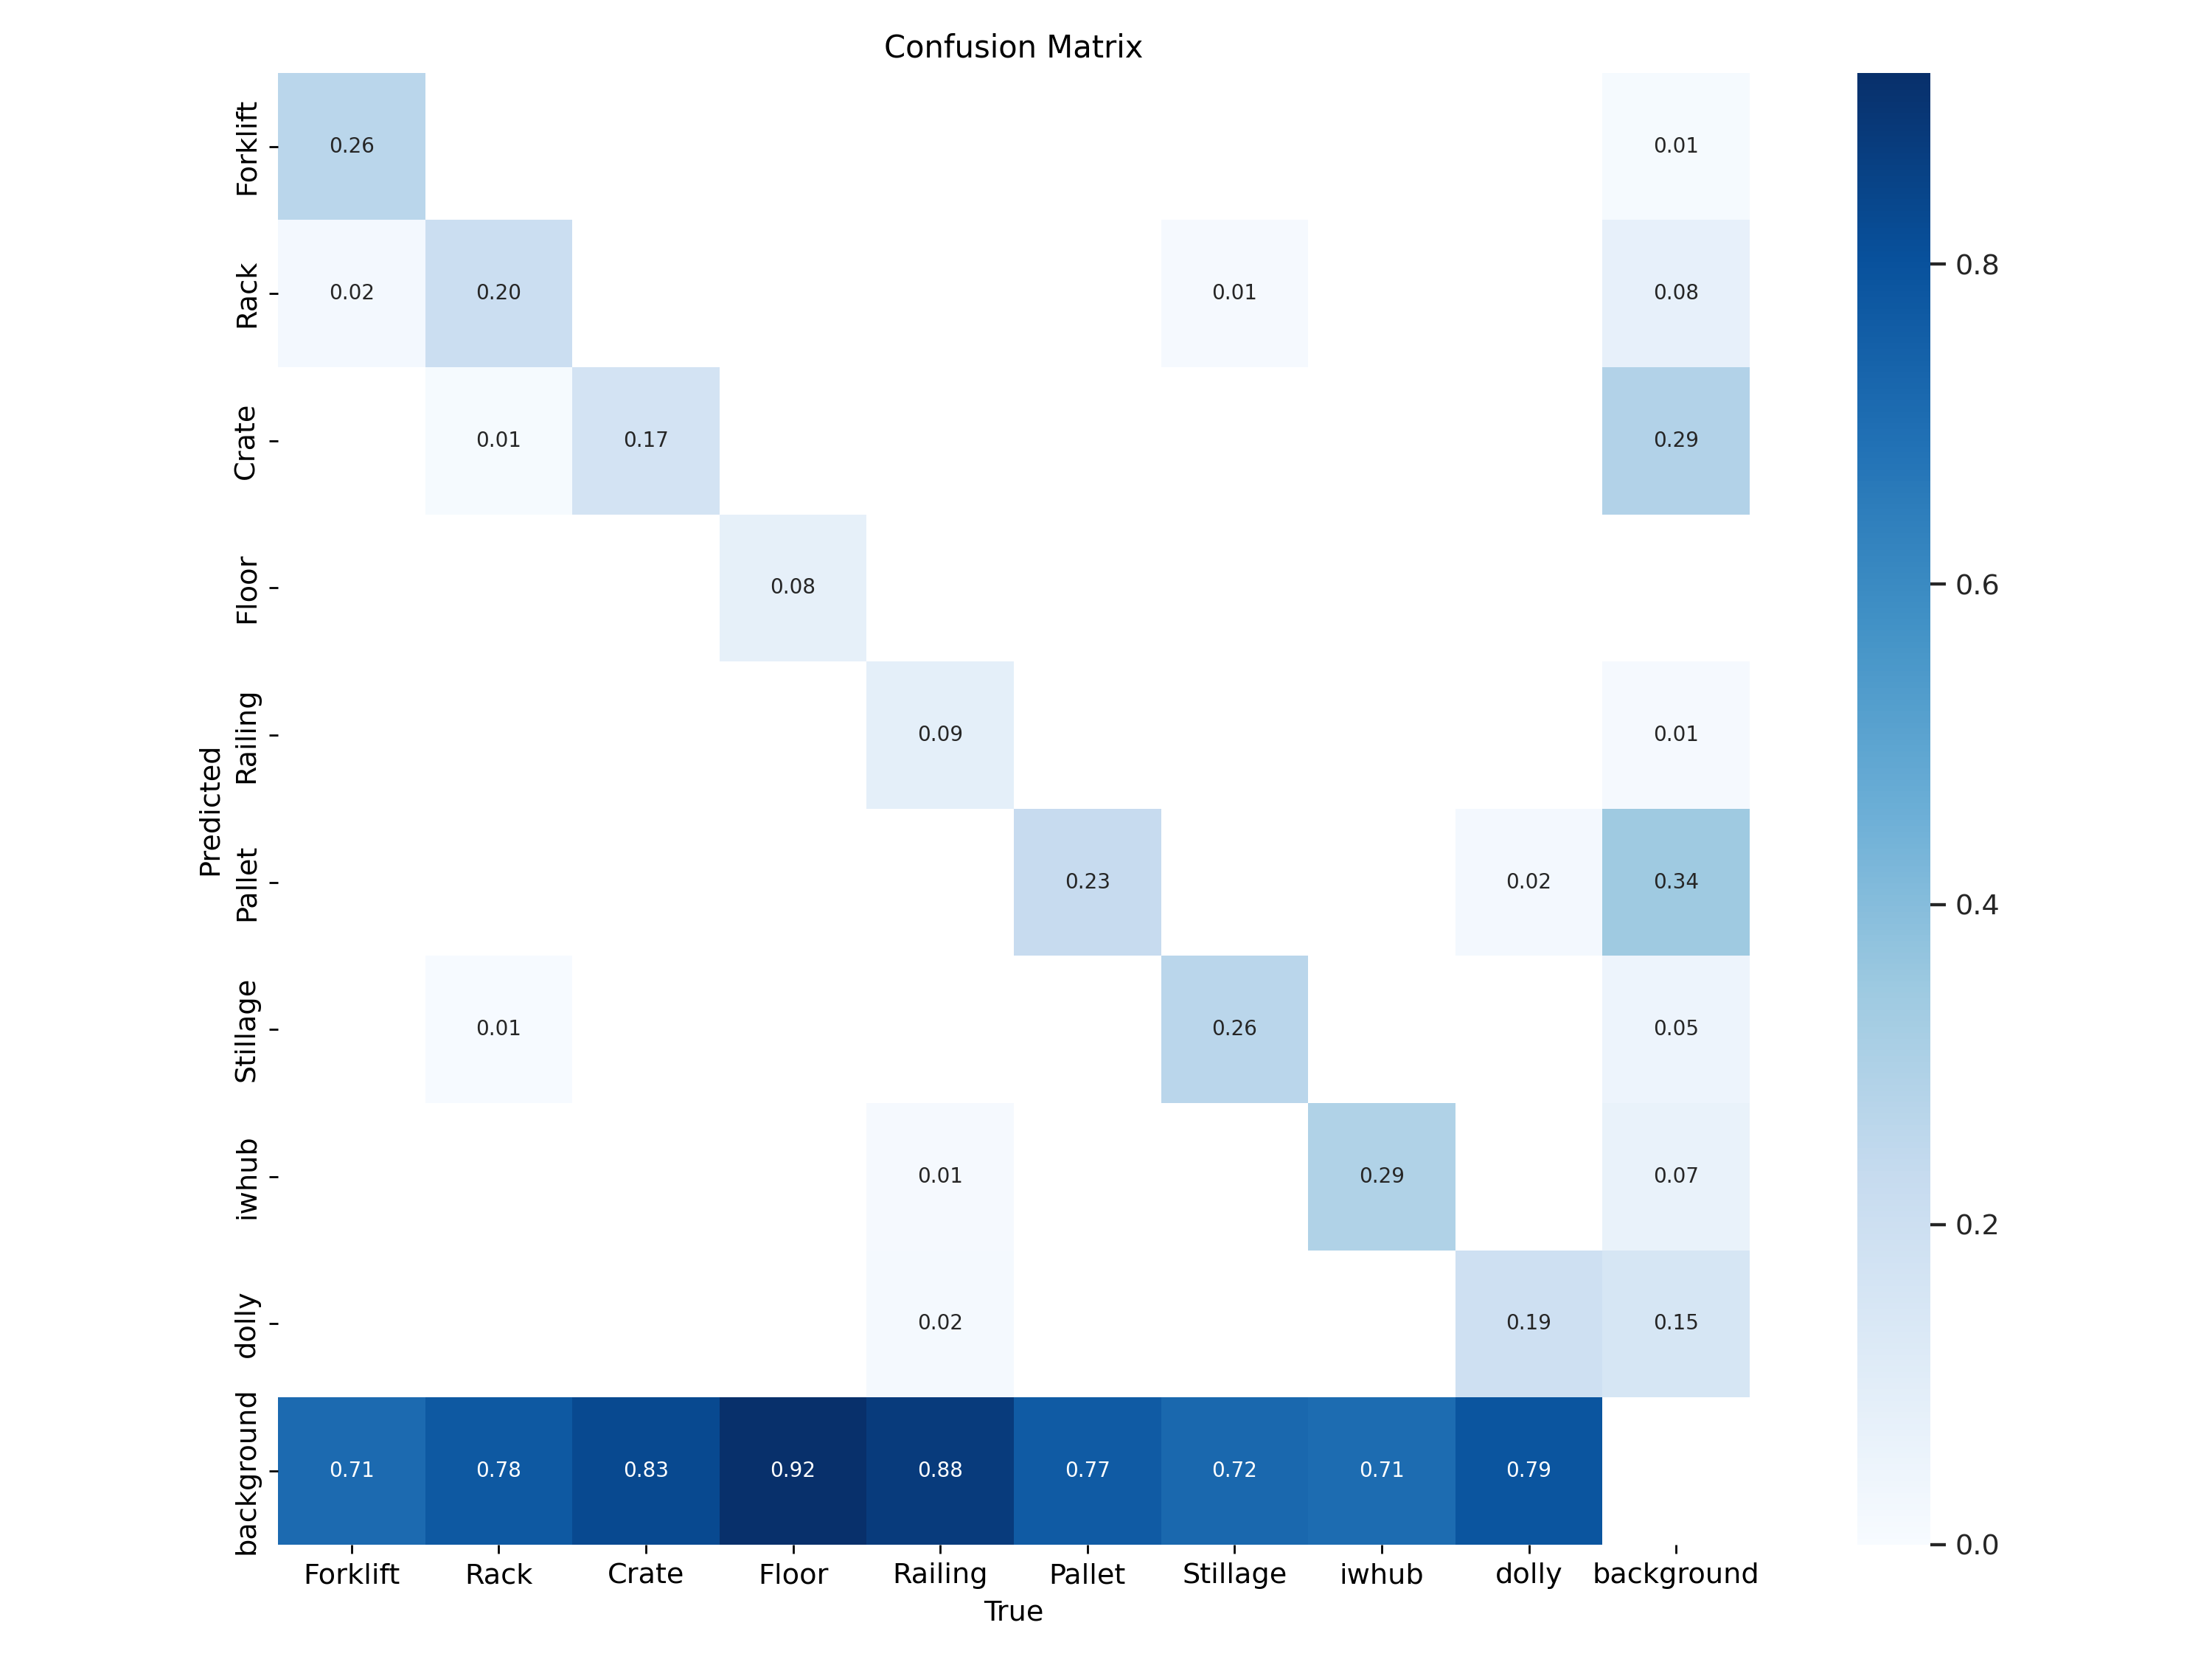 Confusion Matrix
Forklift 0.26 0.01
Rack 0.02 0.20 0.01 0.08
Crate 0.01 0.17 0.29
Floor 0.08
Railing 0.09 0.01
Pallet 0.23 0.02 0.34
Stillage 0.01 0.26 0.05
iwhub 0.01 0.29 0.07
dolly 0.02 0.19 0.15
background 0.71 0.78 0.83 0.92 0.88 0.77 0.72 0.71 0.79
Forklift Rack Crate Floor Railing Pallet Stillage iwhub dolly background
True
Predicted
0.8
0.6
0.4
0.2
0.0